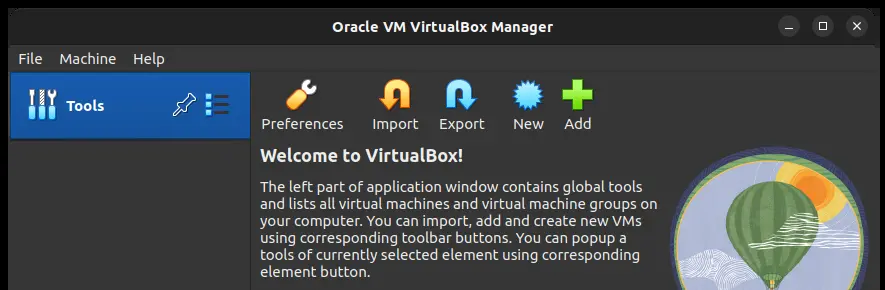 Oracle VM VirtualBox Manager
File Machine Help
Tools
Preferences Import Export New Add
Welcome to VirtualBox!
The left part of application window contains global tools
and lists all virtual machines and virtual machine groups on
your computer. You can import, add and create new VMs
using corresponding toolbar buttons. You can popup a
tools of currently selected element using corresponding
element button.